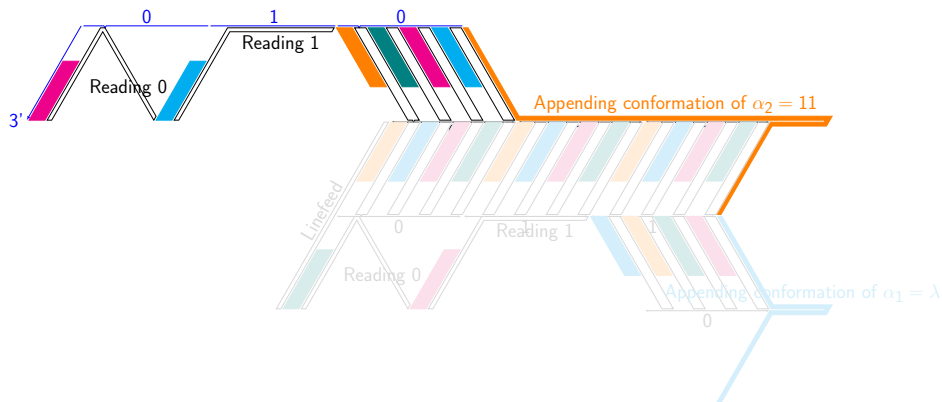 0 1 0
Reading 1
Reading 0
3'
Appending conformation of α₂ = 11
Linefeed
0 1 1
Reading 1
Reading 0
Appending conformation of α₁ = λ
0